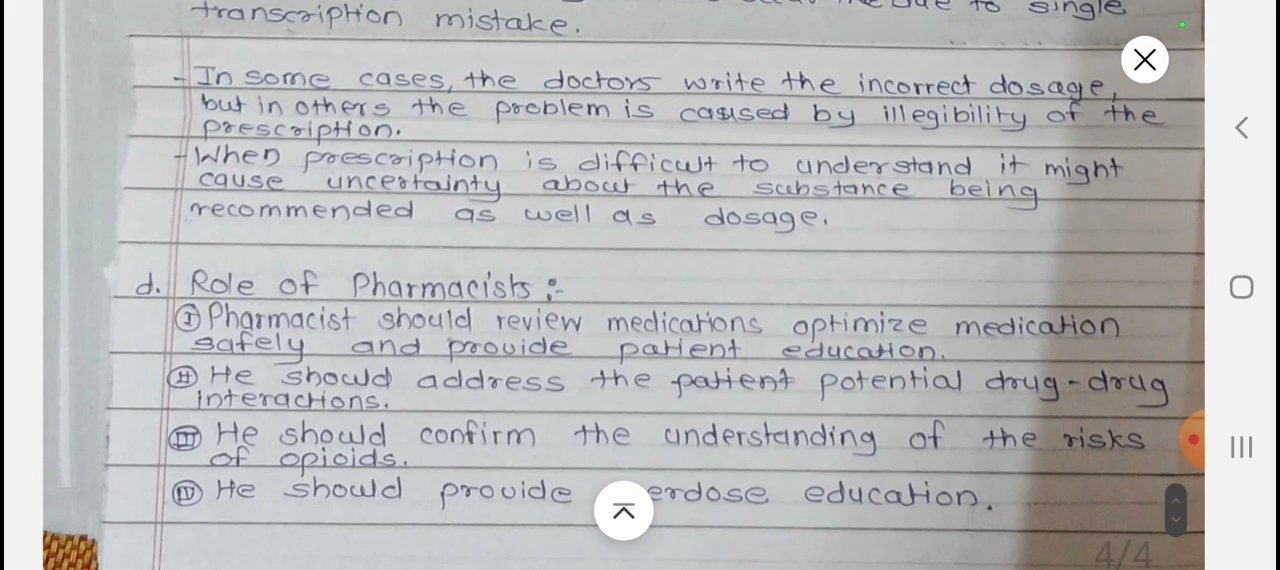 to single
transcription mistake.
- In some cases, the doctors write the incorrect dosage,
but in others the problem is caused by illegibility of the
prescription.
- When prescription is difficult to understand it might
cause uncertainty about the substance being
recommended as well as dosage.
d. Role of Pharmacists :-
I Pharmacist should review medications optimize medication
safely and provide patient education.
II He should address the patient potential drug-drug
interactions.
III He should confirm the understanding of the risks
of opioids.
IV He should provide education.
4/4